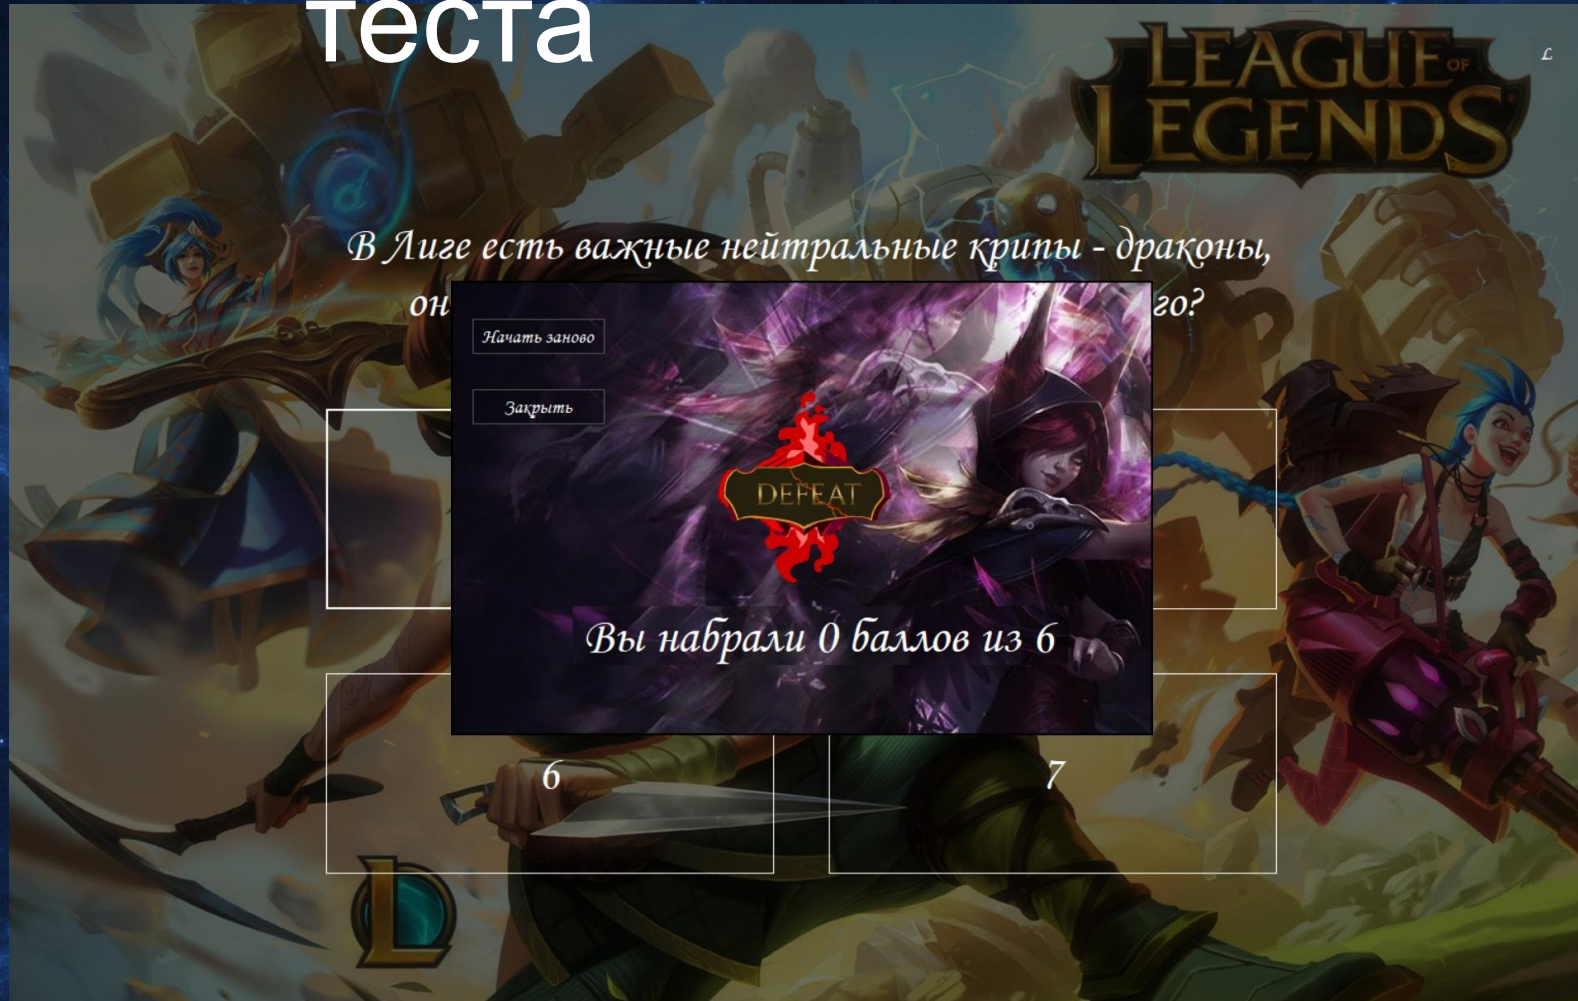 теста
LEAGUE OF
LEGENDS
£
В Лиге есть важные нейтральные крипы - драконы,
го?
Начать заново
Закрыть
DEFEAT
Вы набрали 0 баллов из 6
6
7